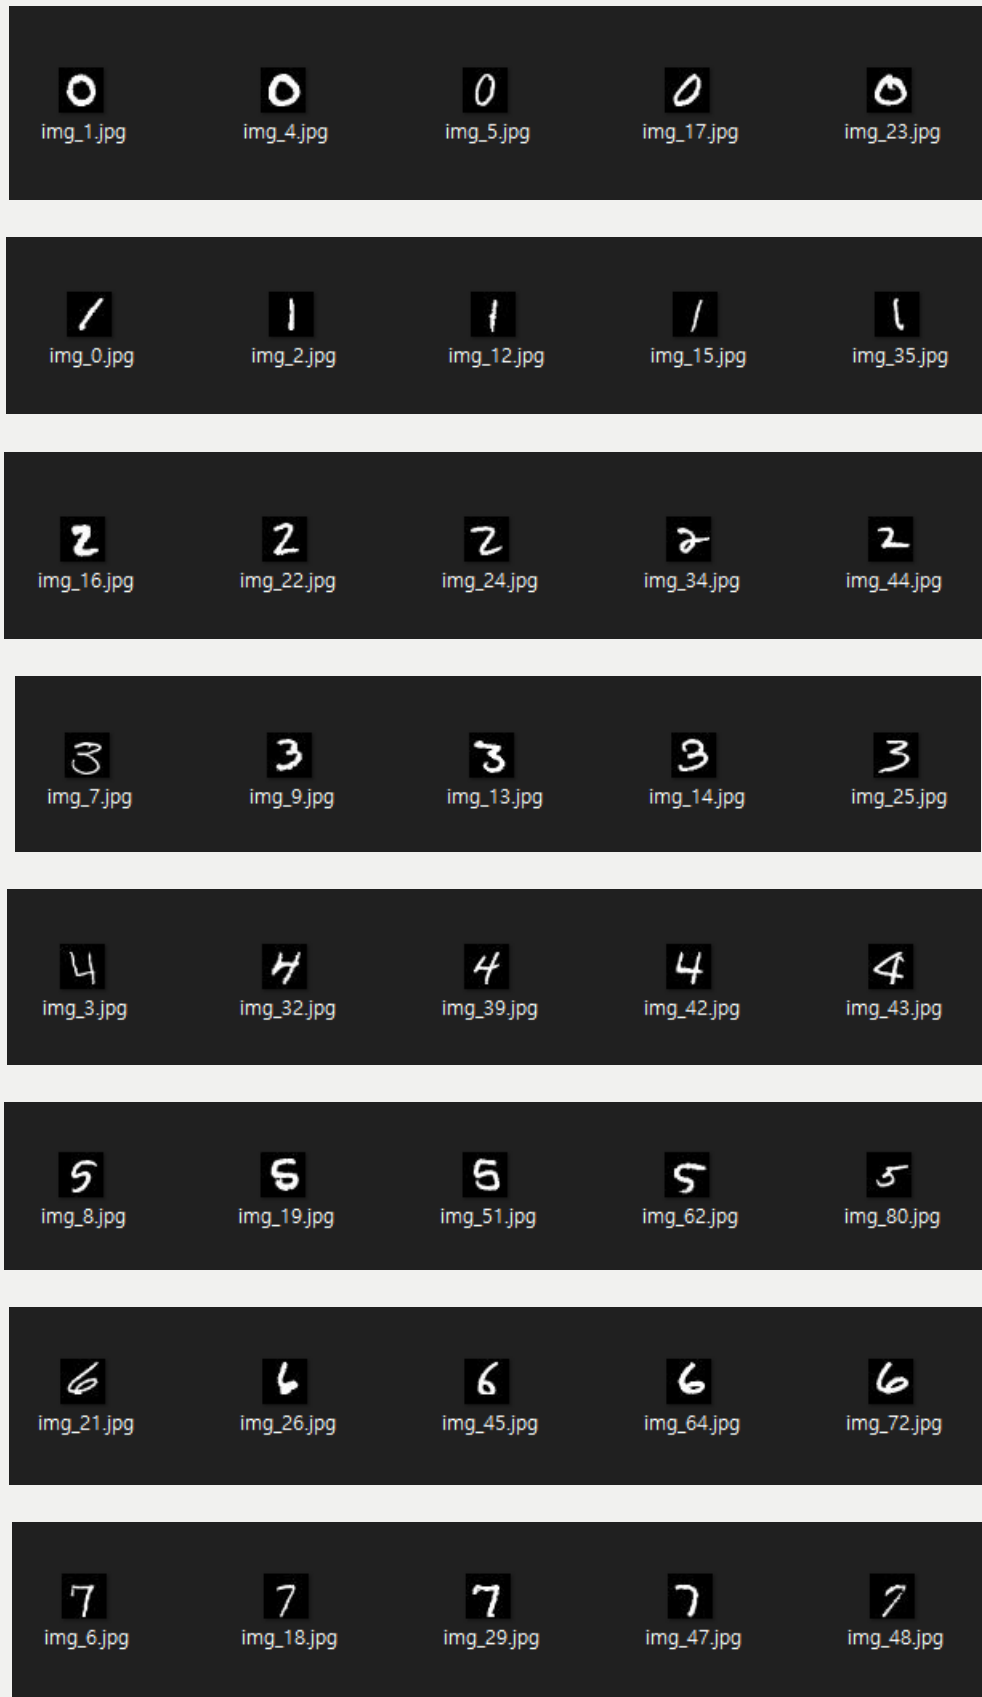 0 0 0 0 0
img_1.jpg img_4.jpg img_5.jpg img_17.jpg img_23.jpg
1 1 1 1 1
img_0.jpg img_2.jpg img_12.jpg img_15.jpg img_35.jpg
2 2 2 2 2
img_16.jpg img_22.jpg img_24.jpg img_34.jpg img_44.jpg
3 3 3 3 3
img_7.jpg img_9.jpg img_13.jpg img_14.jpg img_25.jpg
4 4 4 4 4
img_3.jpg img_32.jpg img_39.jpg img_42.jpg img_43.jpg
5 5 5 5 5
img_8.jpg img_19.jpg img_51.jpg img_62.jpg img_80.jpg
6 6 6 6 6
img_21.jpg img_26.jpg img_45.jpg img_64.jpg img_72.jpg
7 7 7 7 7
img_6.jpg img_18.jpg img_29.jpg img_47.jpg img_48.jpg